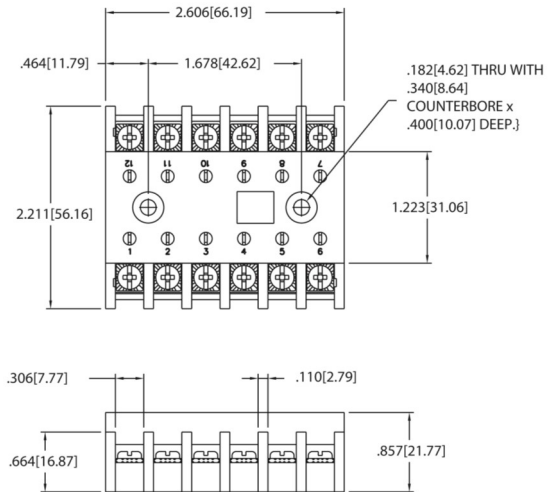 2.606[66.19]
.464[11.79]
1.678[42.62]
.182[4.62] THRU WITH
.340[8.64]
COUNTERBORE x
.400[10.07] DEEP.}
12 11 10 9 8 7
2.211[56.16]
1.223[31.06]
1 2 3 4 5 6
.306[7.77]
.110[2.79]
.664[16.87]
.857[21.77]